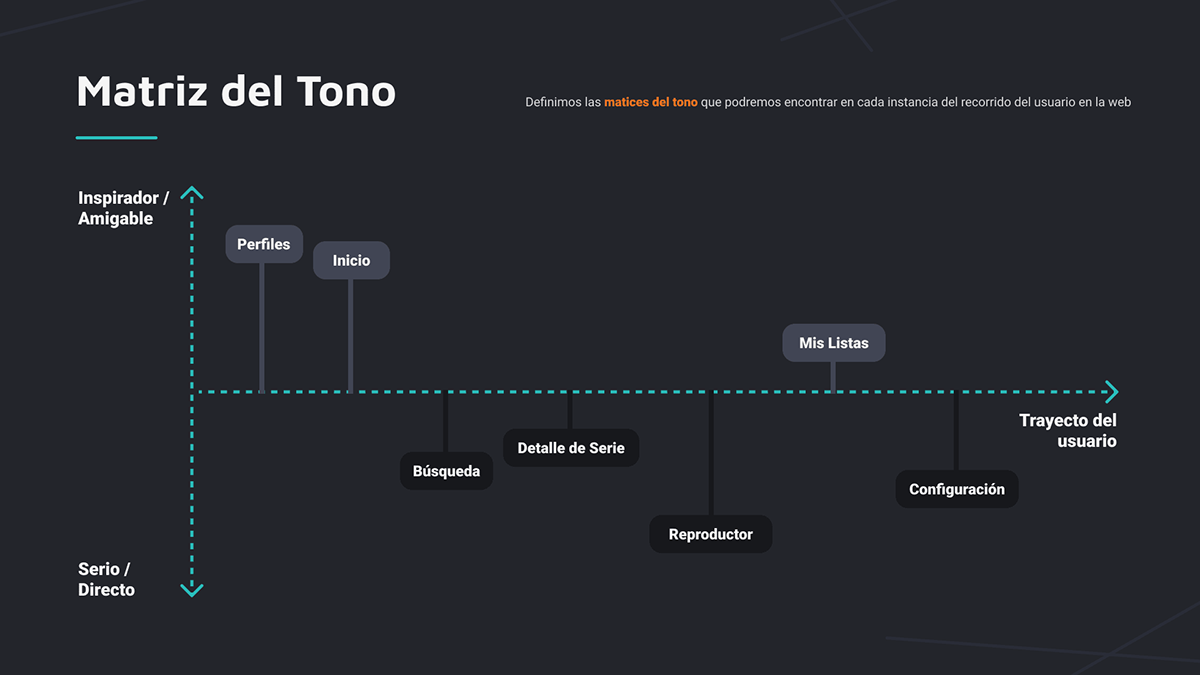 Matriz del Tono
Definimos las matices del tono que podremos encontrar en cada instancia del recorrido del usuario en la web
Inspirador /
Amigable
Perfiles
Inicio
Mis Listas
Trayecto del
usuario
Detalle de Serie
Búsqueda
Configuración
Reproductor
Serio /
Directo